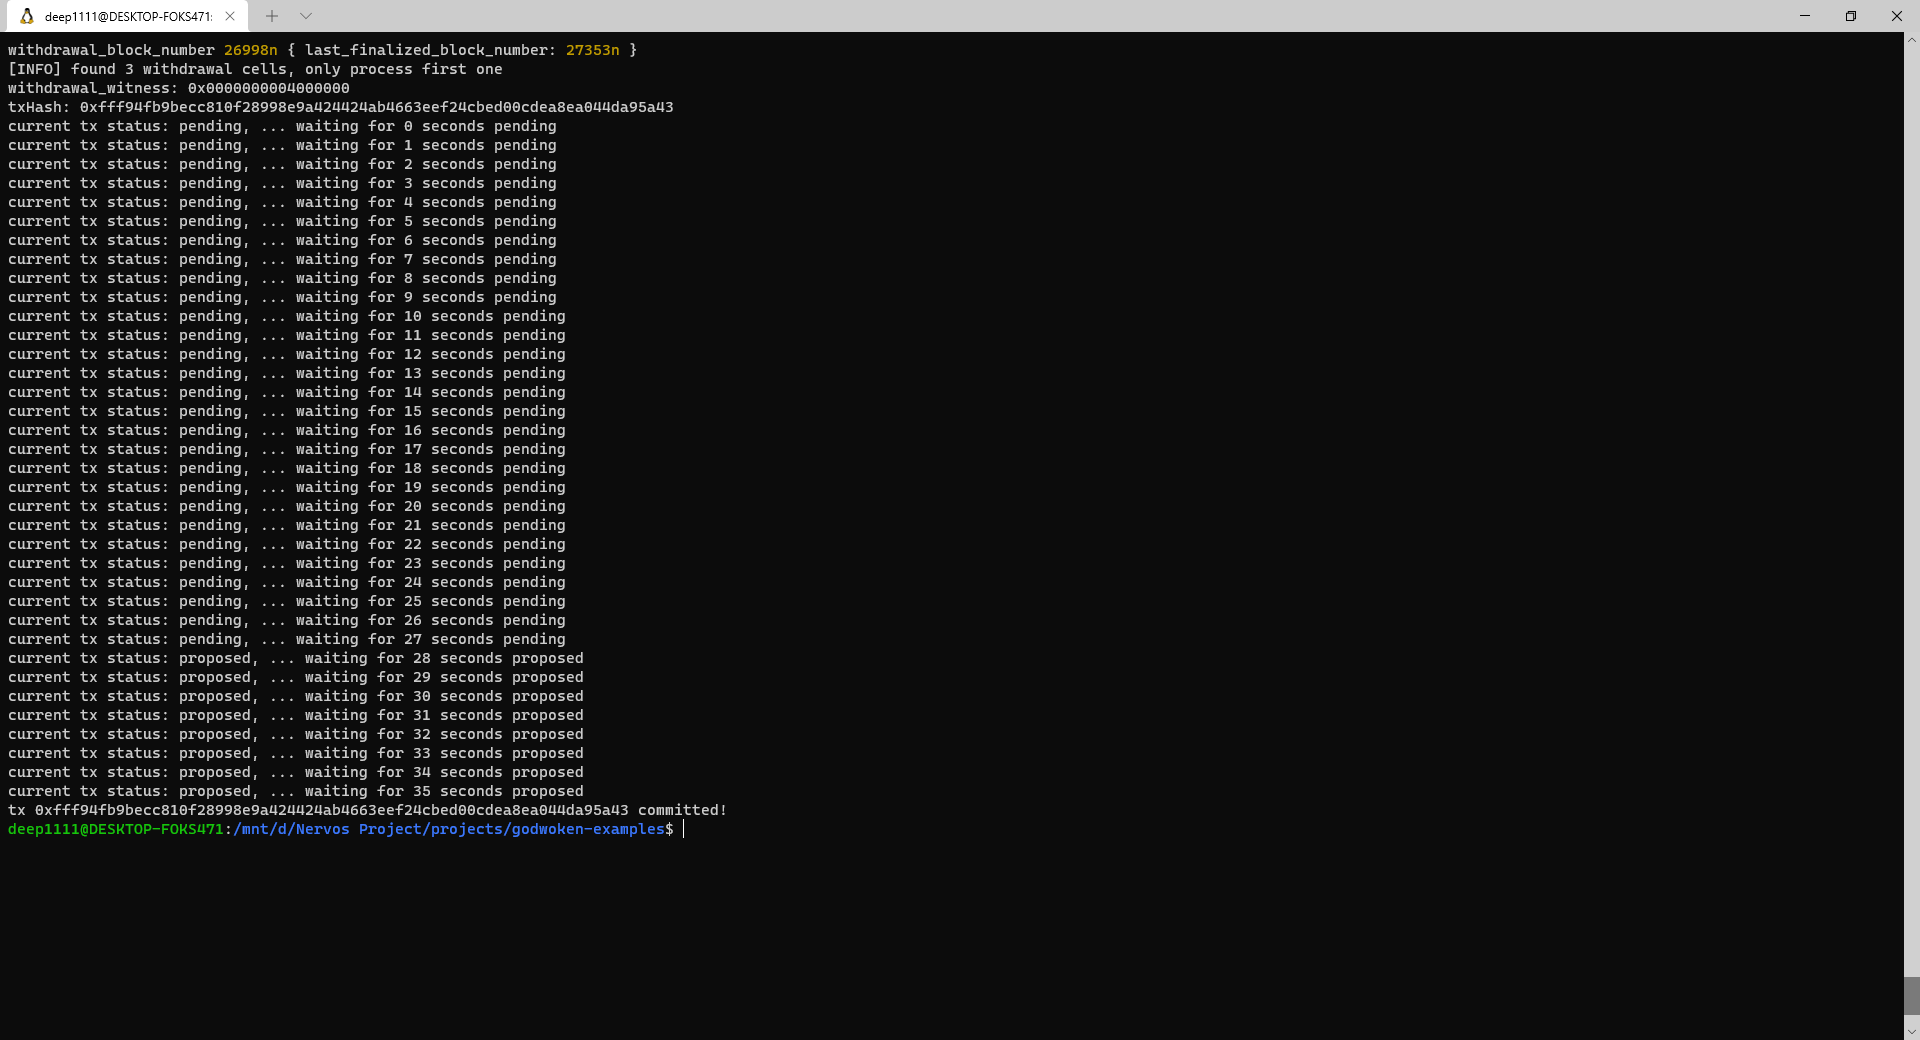 deep1111@DESKTOP-FOKS471:
withdrawal_block_number 26998n { last_finalized_block_number: 27353n }
[INFO] found 3 withdrawal cells, only process first one
withdrawal_witness: 0x0000000004000000
txHash: 0xfff94fb9becc810f28998e9a424424ab4663eef24cbed00cdea8ea044da95a43
current tx status: pending, ... waiting for 0 seconds pending
current tx status: pending, ... waiting for 1 seconds pending
current tx status: pending, ... waiting for 2 seconds pending
current tx status: pending, ... waiting for 3 seconds pending
current tx status: pending, ... waiting for 4 seconds pending
current tx status: pending, ... waiting for 5 seconds pending
current tx status: pending, ... waiting for 6 seconds pending
current tx status: pending, ... waiting for 7 seconds pending
current tx status: pending, ... waiting for 8 seconds pending
current tx status: pending, ... waiting for 9 seconds pending
current tx status: pending, ... waiting for 10 seconds pending
current tx status: pending, ... waiting for 11 seconds pending
current tx status: pending, ... waiting for 12 seconds pending
current tx status: pending, ... waiting for 13 seconds pending
current tx status: pending, ... waiting for 14 seconds pending
current tx status: pending, ... waiting for 15 seconds pending
current tx status: pending, ... waiting for 16 seconds pending
current tx status: pending, ... waiting for 17 seconds pending
current tx status: pending, ... waiting for 18 seconds pending
current tx status: pending, ... waiting for 19 seconds pending
current tx status: pending, ... waiting for 20 seconds pending
current tx status: pending, ... waiting for 21 seconds pending
current tx status: pending, ... waiting for 22 seconds pending
current tx status: pending, ... waiting for 23 seconds pending
current tx status: pending, ... waiting for 24 seconds pending
current tx status: pending, ... waiting for 25 seconds pending
current tx status: pending, ... waiting for 26 seconds pending
current tx status: pending, ... waiting for 27 seconds pending
current tx status: proposed, ... waiting for 28 seconds proposed
current tx status: proposed, ... waiting for 29 seconds proposed
current tx status: proposed, ... waiting for 30 seconds proposed
current tx status: proposed, ... waiting for 31 seconds proposed
current tx status: proposed, ... waiting for 32 seconds proposed
current tx status: proposed, ... waiting for 33 seconds proposed
current tx status: proposed, ... waiting for 34 seconds proposed
current tx status: proposed, ... waiting for 35 seconds proposed
tx 0xfff94fb9becc810f28998e9a424424ab4663eef24cbed00cdea8ea044da95a43 committed!
deep1111@DESKTOP-FOKS471:/mnt/d/Nervos Project/projects/godwoken-examples$